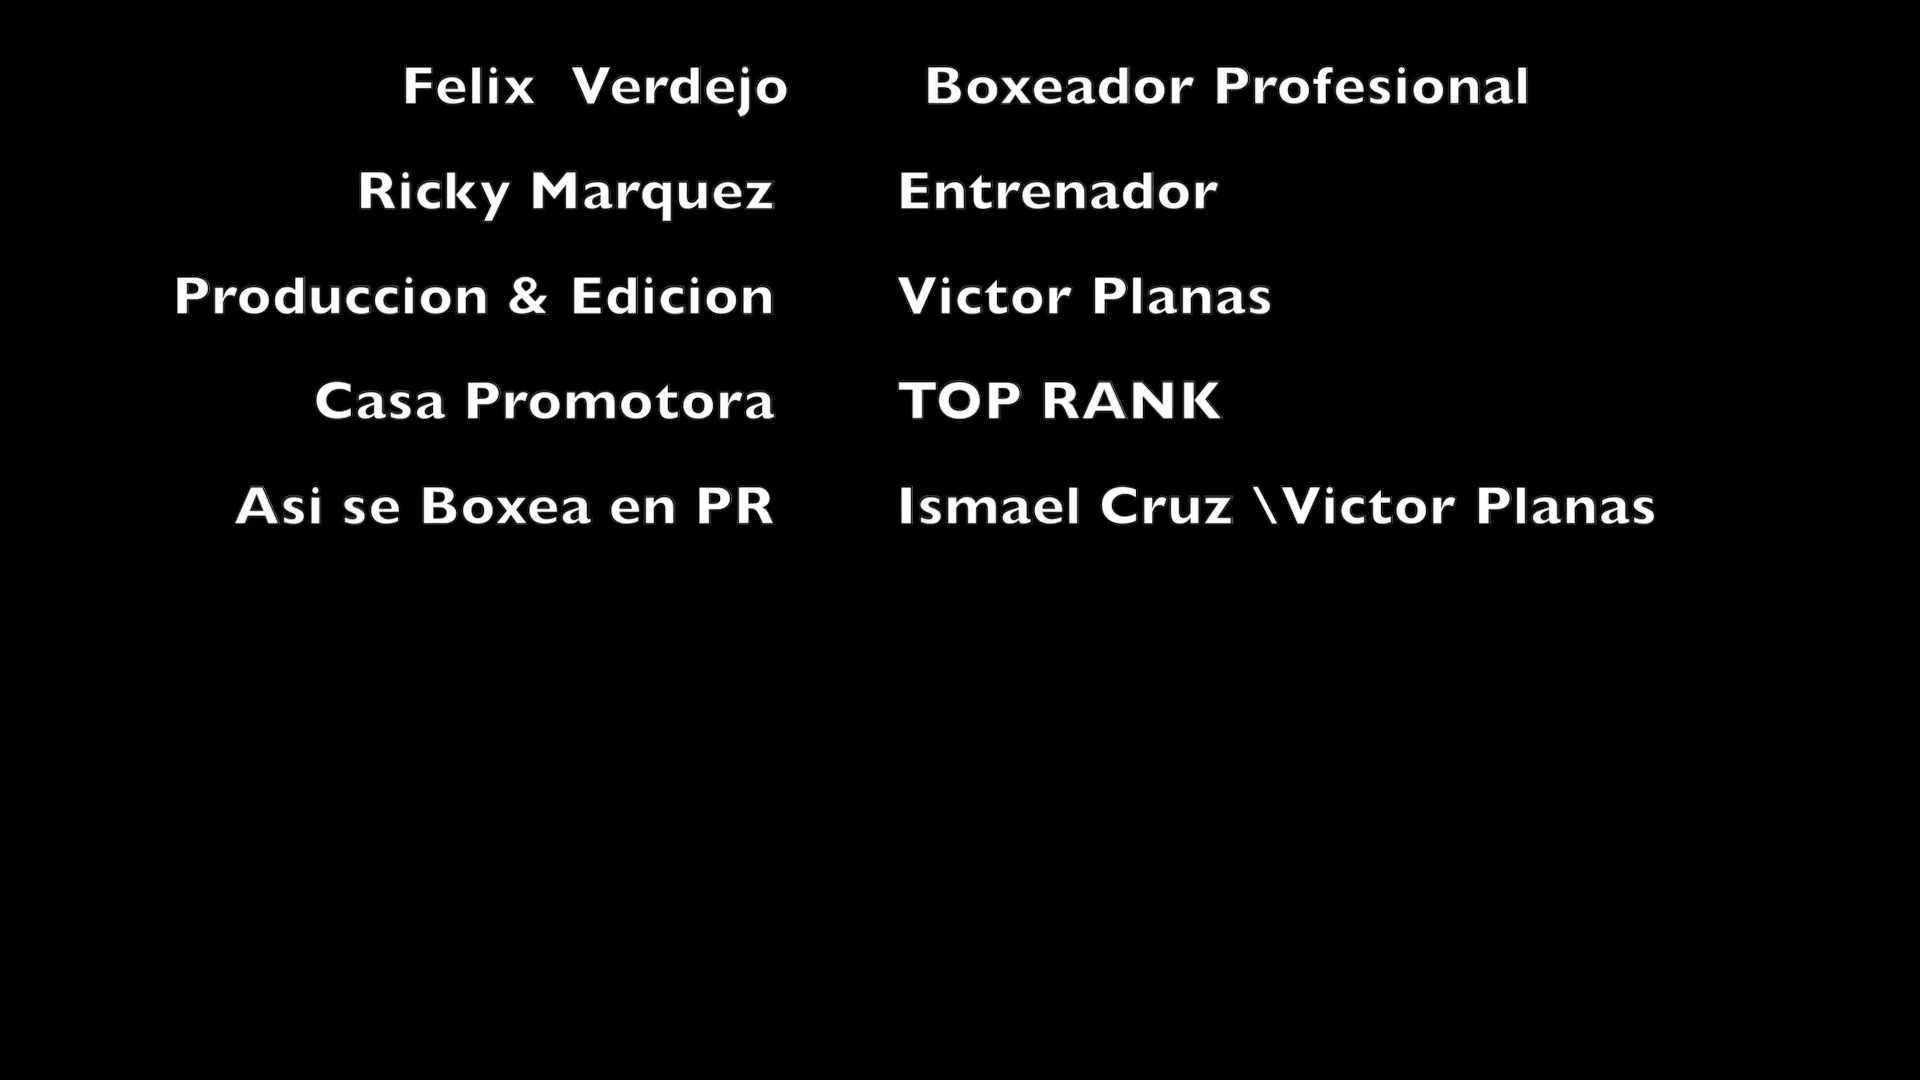 Felix Verdejo Boxeador Profesional
Ricky Marquez Entrenador
Produccion & Edicion Victor Planas
Casa Promotora TOP RANK
Asi se Boxea en PR Ismael Cruz \Victor Planas